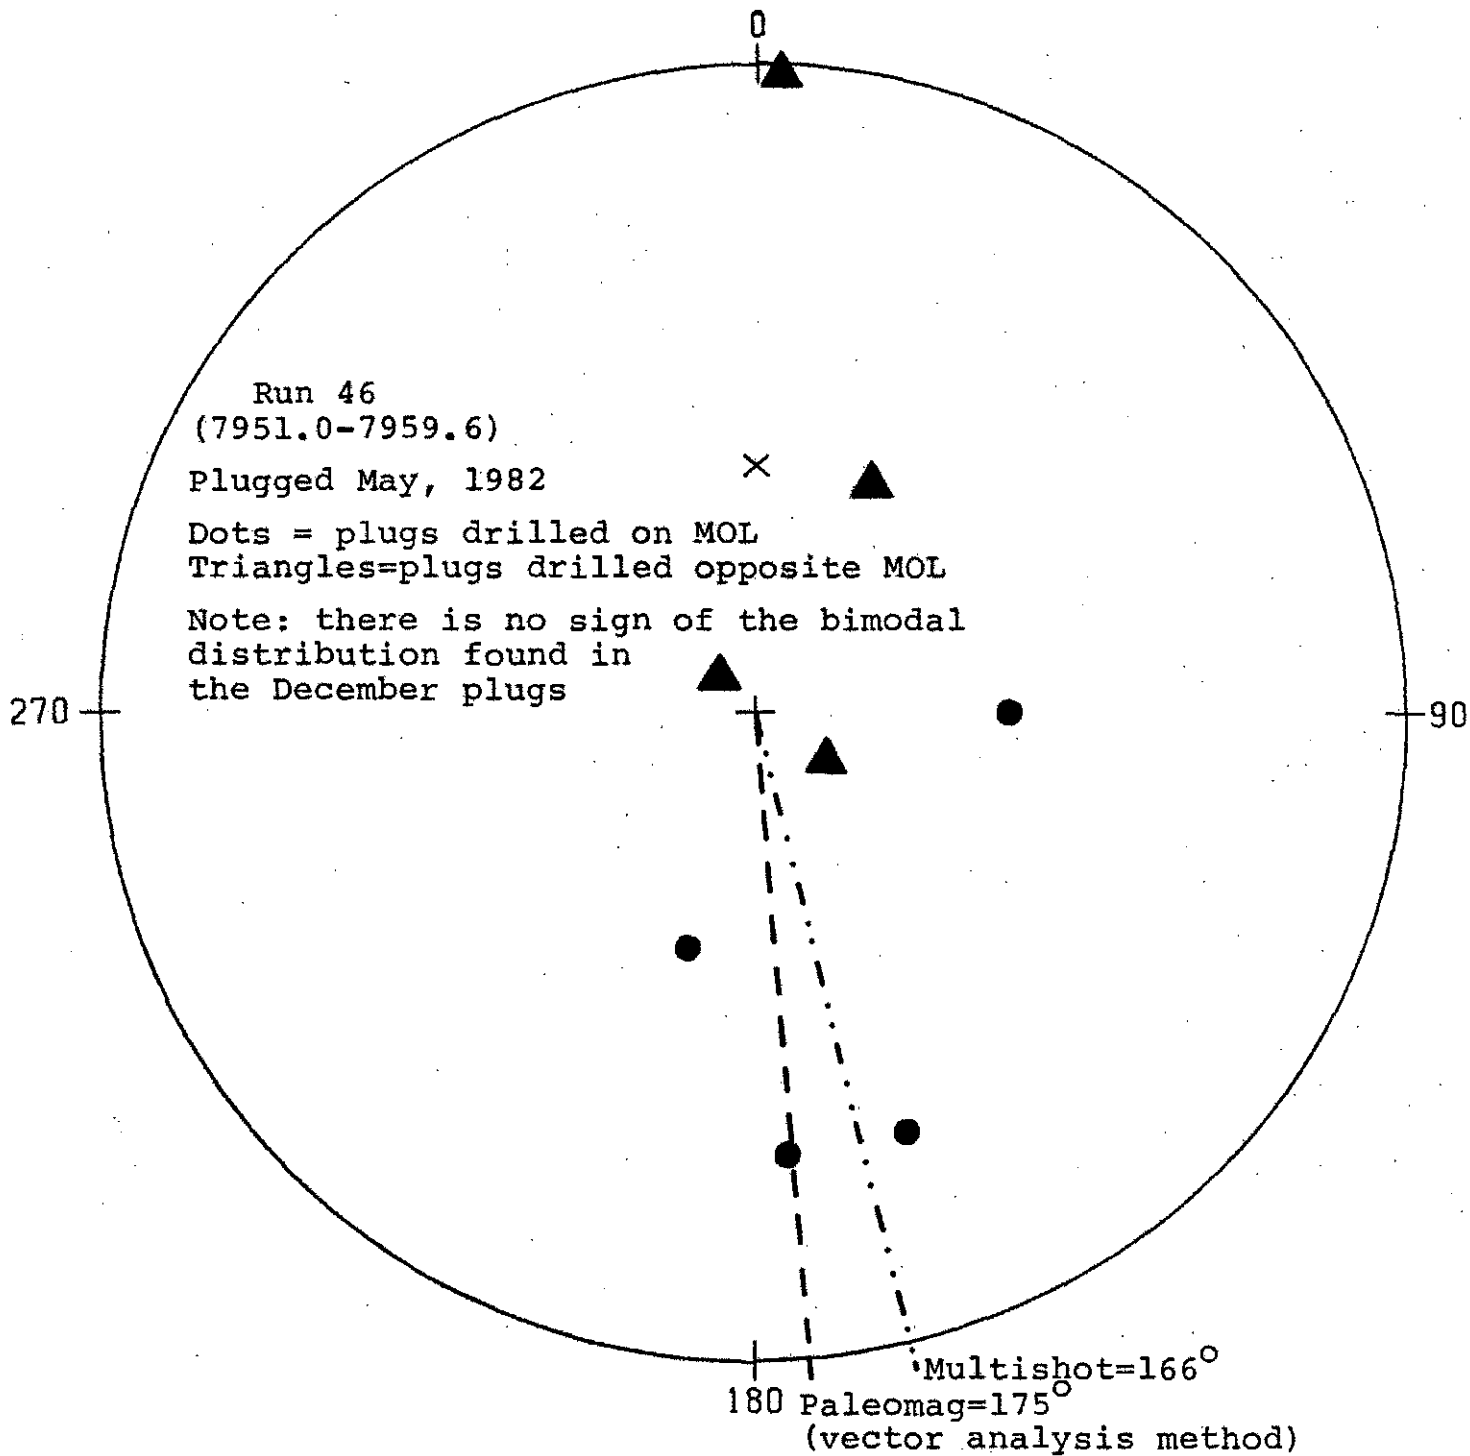 0
Run 46
(7951.0-7959.6)
Plugged May, 1982
Dots = plugs drilled on MOL
Triangles=plugs drilled opposite MOL
Note: there is no sign of the bimodal
distribution found in
the December plugs
270
90
Multishot=166°
180 Paleomag=175°
(vector analysis method)